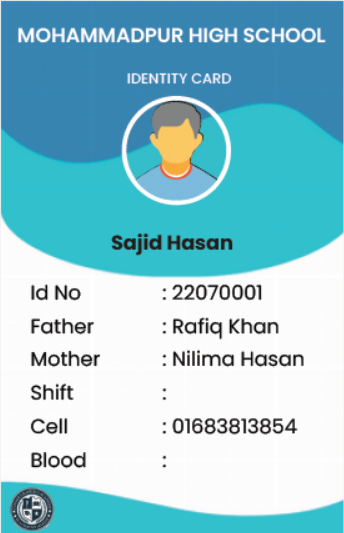 MOHAMMADPUR HIGH SCHOOL
IDENTITY CARD
Sajid Hasan
Id No : 22070001
Father : Rafiq Khan
Mother : Nilima Hasan
Shift :
Cell : 01683813854
Blood :